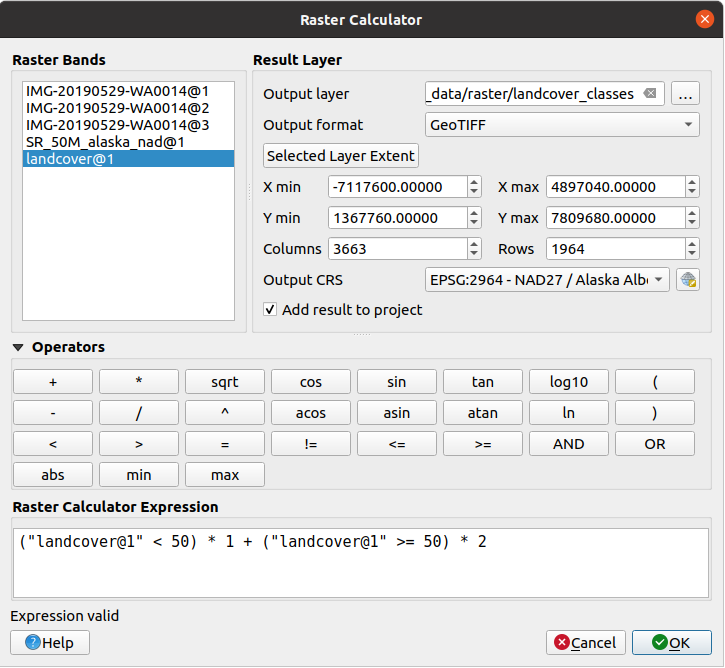 Raster Calculator
Raster Bands
IMG-20190529-WA0014@1
IMG-20190529-WA0014@2
IMG-20190529-WA0014@3
SR_50M_alaska_nad@1
landcover@1
Result Layer
Output layer _data/raster/landcover_classes ...
Output format GeoTIFF
Selected Layer Extent
X min -7117600.00000 X max 4897040.00000
Y min 1367760.00000 Y max 7809680.00000
Columns 3663 Rows 1964
Output CRS EPSG:2964 - NAD27 / Alaska Alb
Add result to project
Operators
+ * sqrt cos sin tan log10 (
- / ^ acos asin atan ln )
< > = != <= >= AND OR
abs min max
Raster Calculator Expression
("landcover@1" < 50) * 1 + ("landcover@1" >= 50) * 2
Expression valid
Help Cancel OK